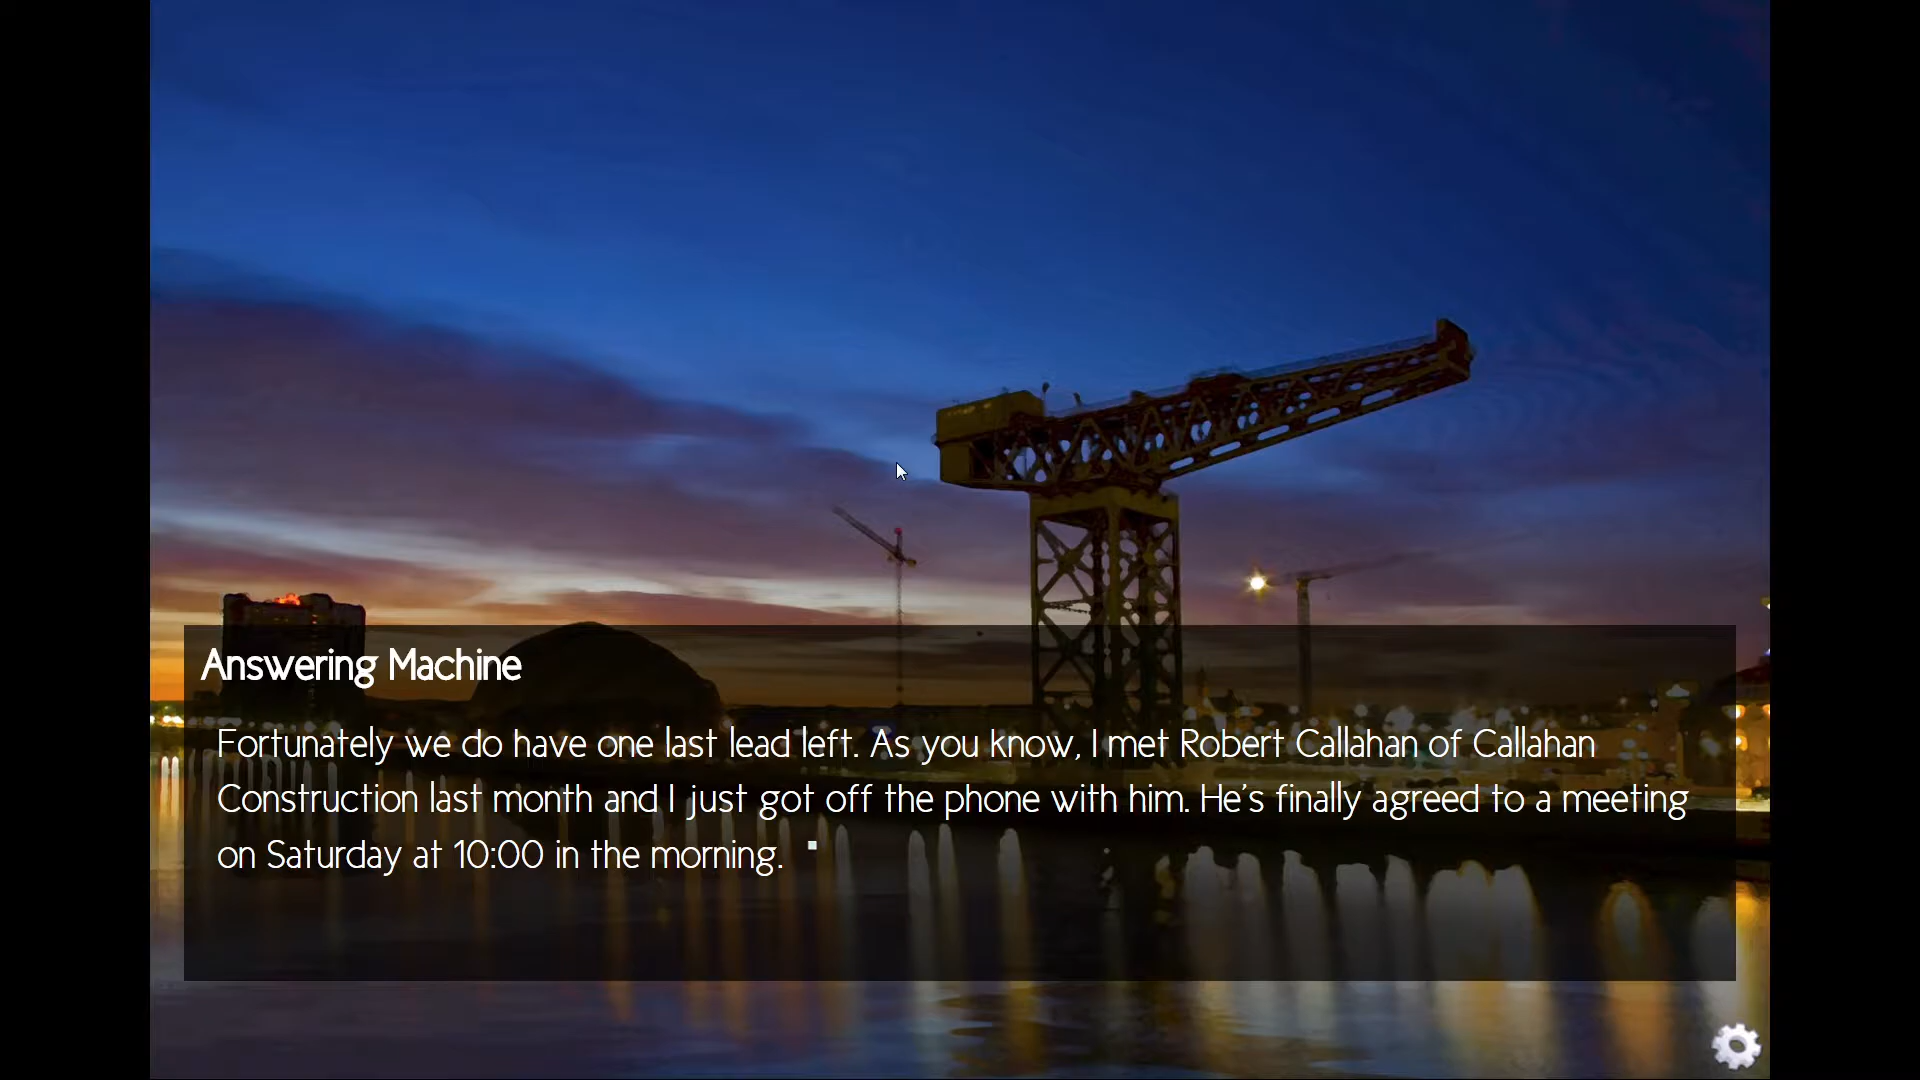 Answering Machine
Fortunately we do have one last lead left. As you know, I met Robert Callahan of Callahan
Construction last month and I just got off the phone with him. He's finally agreed to a meeting
on Saturday at 10:00 in the morning.